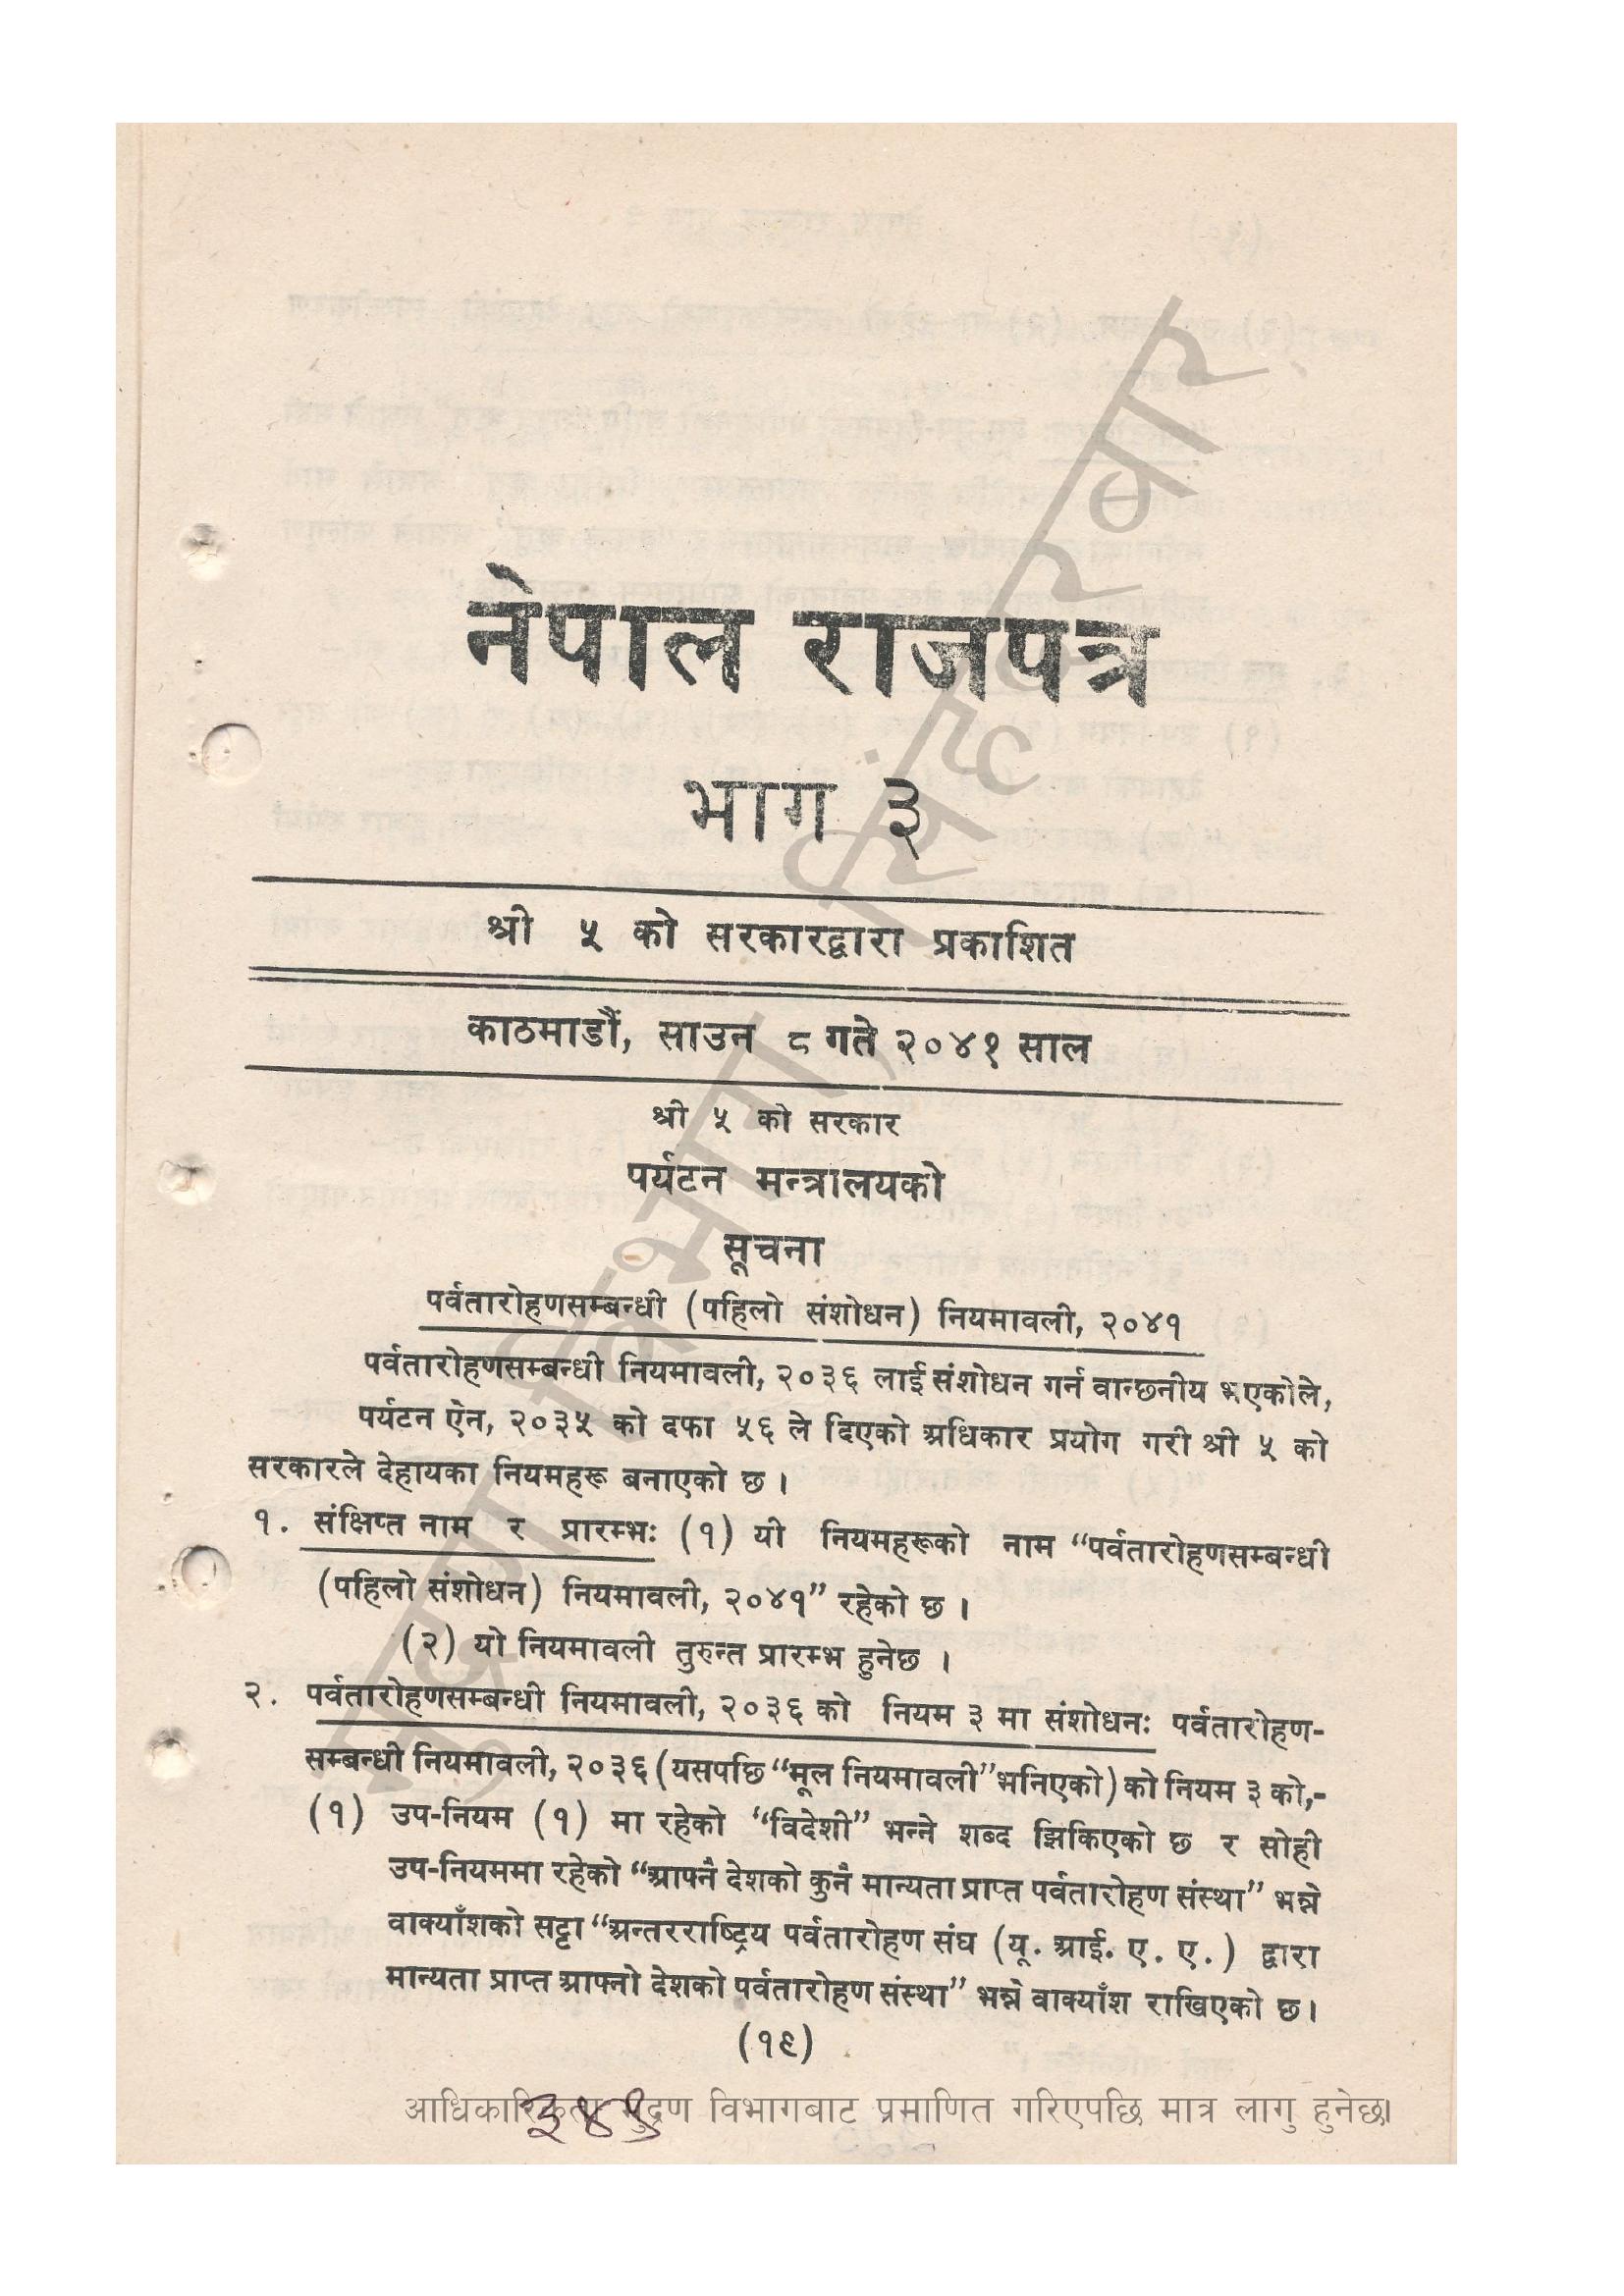 नेपाल राजपत्र
भाग ३
श्री ५ को सरकारद्वारा प्रकाशित
काठमाडौं, साउन ८ गते २०४१ साल
श्री ५ को सरकार
पर्यटन मन्त्रालयको
सूचना
पर्वतारोहणसम्बन्धी (पहिलो संशोधन) नियमावली, २०४१
पर्वतारोहणसम्बन्धी नियमावली, २०३६ लाई संशोधन गर्न वान्छनीय भएकोले,
पर्यटन ऐन, २०३५ को दफा ५६ ले दिएको अधिकार प्रयोग गरी श्री ५ को
सरकारले देहायका नियमहरू बनाएको छ ।
१. संक्षिप्त नाम र प्रारम्भः (१) यी नियमहरूको नाम “पर्वतारोहणसम्बन्धी
(पहिलो संशोधन) नियमावली, २०४१” रहेको छ ।
(२) यो नियमावली तुरुन्त प्रारम्भ हुनेछ ।
२. पर्वतारोहणसम्बन्धी नियमावली, २०३६ को नियम ३ मा संशोधनः पर्वतारोहण-
सम्बन्धी नियमावली, २०३६ (यसपछि “मूल नियमावली” भनिएको) को नियम ३ को,-
(१) उप-नियम (१) मा रहेको “विदेशी” भन्ने शब्द झिकिएको छ र सोही
उप-नियममा रहेको “आफ्नै देशको कुनै मान्यता प्राप्त पर्वतारोहण संस्था” भन्ने
वाक्याँशको सट्टा “अन्तरराष्ट्रिय पर्वतारोहण संघ (यू. आई. ए. ए.) द्वारा
मान्यता प्राप्त आफ्नो देशको पर्वतारोहण संस्था” भन्ने वाक्याँश राखिएको छ।
(१९)
३४९
आधिकारिकता मुद्रण विभागबाट प्रमाणित गरिएपछि मात्र लागु हुनेछ।
मुद्रण विभाग, सिंहदरवार